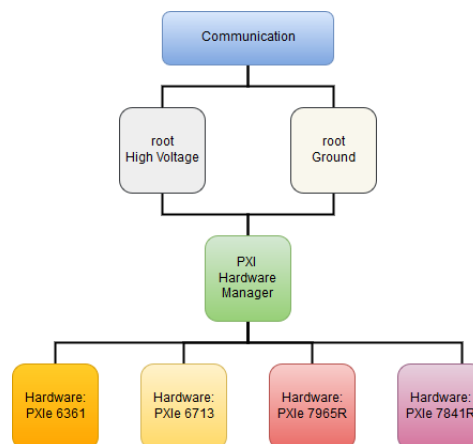 Communication
root
High Voltage
root
Ground
PXI
Hardware
Manager
Hardware:
PXIe 6361
Hardware:
PXIe 6713
Hardware:
PXIe 7965R
Hardware:
PXIe 7841R